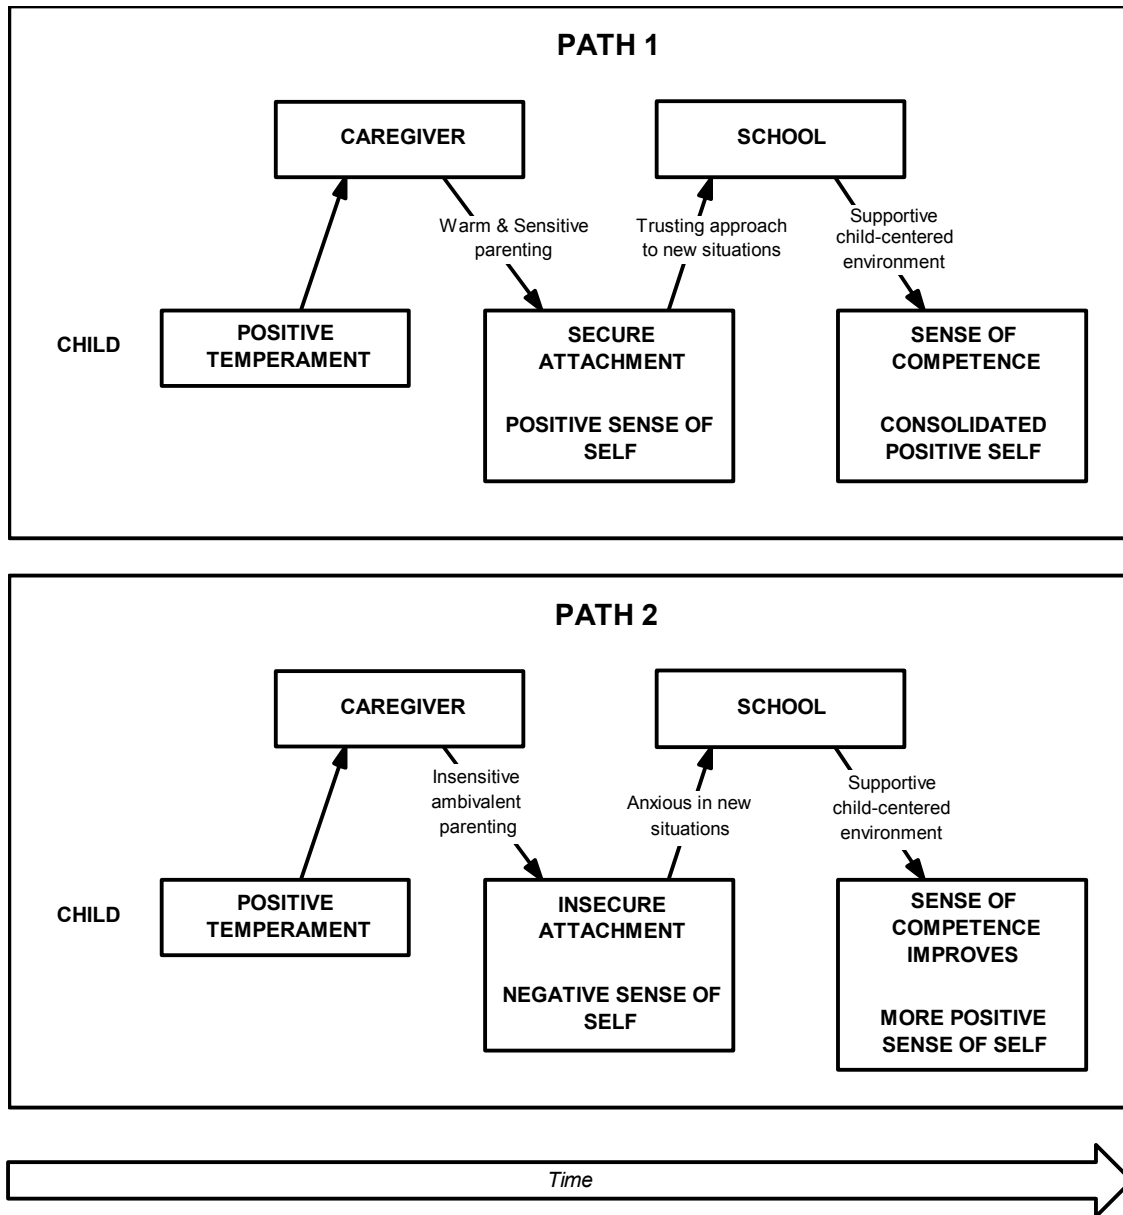 PATH 1
CAREGIVER
SCHOOL
Warm & Sensitive
parenting
Trusting approach
to new situations
Supportive
child-centered
environment
CHILD
POSITIVE
TEMPERAMENT
SECURE
ATTACHMENT
POSITIVE SENSE OF
SELF
SENSE OF
COMPETENCE
CONSOLIDATED
POSITIVE SELF
PATH 2
CAREGIVER
SCHOOL
Insensitive
ambivalent
parenting
Anxious in new
situations
Supportive
child-centered
environment
CHILD
POSITIVE
TEMPERAMENT
INSECURE
ATTACHMENT
NEGATIVE SENSE OF
SELF
SENSE OF
COMPETENCE
IMPROVES
MORE POSITIVE
SENSE OF SELF
Time